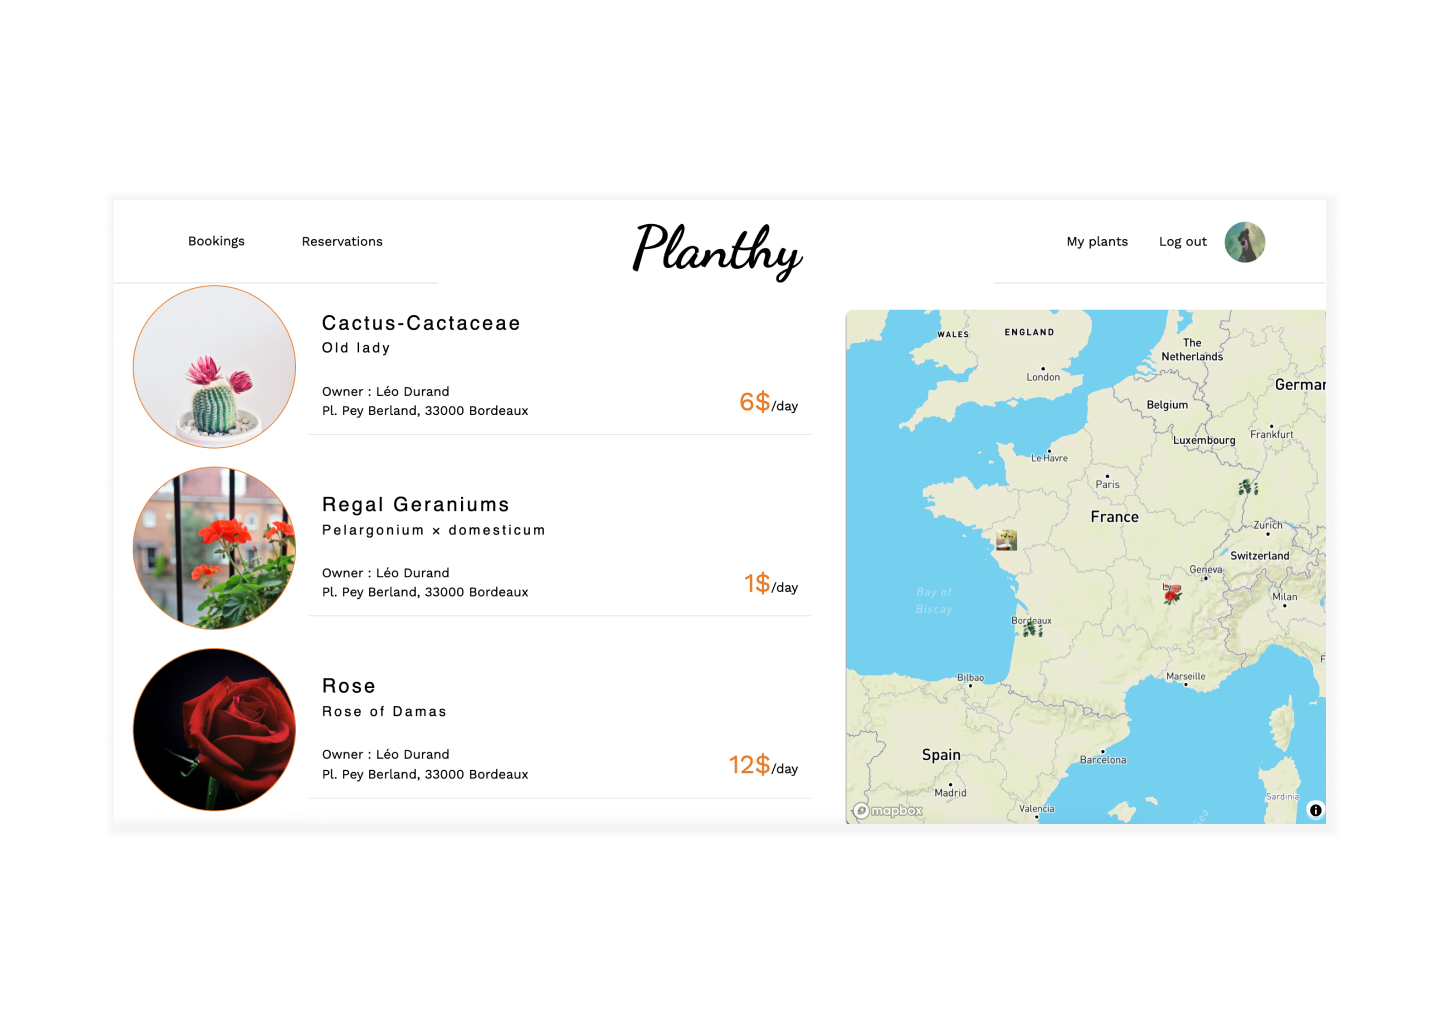 Bookings
Reservations
Planthy
My plants
Log out
Cactus-Cactaceae
Old lady
Owner : Léo Durand
Pl. Pey Berland, 33000 Bordeaux
6$/day
Regal Geraniums
Pelargonium × domesticum
Owner : Léo Durand
Pl. Pey Berland, 33000 Bordeaux
1$/day
Rose
Rose of Damas
Owner : Léo Durand
Pl. Pey Berland, 33000 Bordeaux
12$/day
WALES
ENGLAND
The
Netherlands
London
German
Belgium
Luxembourg
Frankfurt
Le Havre
Paris
France
Zurich
Switzerland
Geneva
Milan
Bay of
Biscay
Bordeaux
Bilbao
Marseille
Spain
Barcelona
Madrid
Valencia
Sardinia
Sea
mapbox